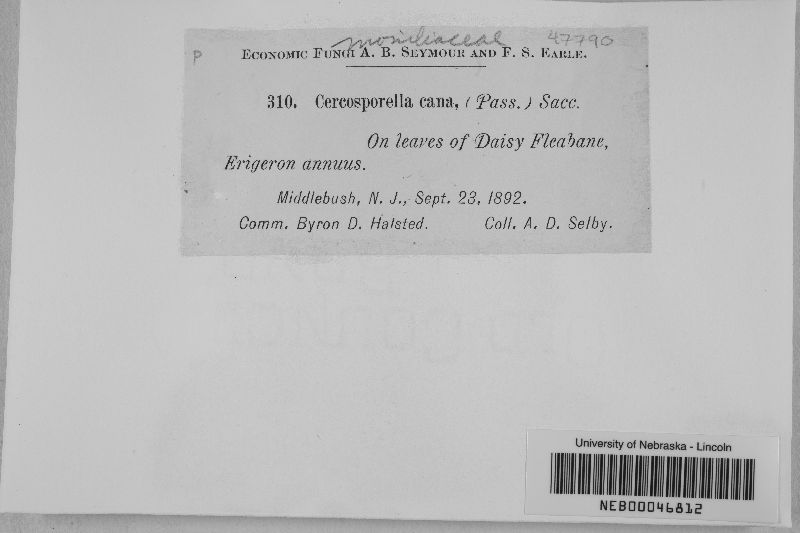 moniliaceae 47790
P
ECONOMIC FUNGI A. B. SEYMOUR AND F. S. EARLE.
310. Cercosporella cana, (Pass.) Sacc.
On leaves of Daisy Fleabane,
Erigeron annuus.
Middlebush, N. J., Sept. 23, 1892.
Comm. Byron D. Halsted. Coll. A. D. Selby.
University of Nebraska - Lincoln
NEB00046812